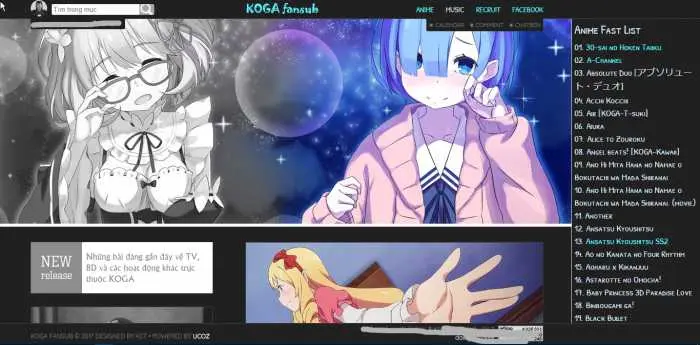 Tìm trong mục
KOGA fansub
ANIME MUSIC RECRUIT FACEBOOK
CALENDAR COMMENT CHATBOX
Anime Fast List
01. 30-sai no Hoken Taiiku
02. A-Channel
03. Absolute Duo [アブソリュー
ト・デュオ]
04. Acchi Kocchi
05. Air [KOGA-T-suki]
06. Aiura
07. Alice to Zouroku
08. Angel beats! [KOGA-Kawai]
09. Ano Hi Mita Hana no Namae o
Bokutachi wa Mada Shiranai
10. Ano Hi Mita Hana no Namae o
Bokutachi wa Mada Shiranai (movie)
11. Another
12. Ansatsu Kyoushitsu
13. Ansatsu Kyoushitsu SS2
14. Ao no Kanata no Four Rhythm
15. Aoharu x Kikanjuu
16. Astarotte no Omocha!
17. Baby Princess 3D Paradise Love
18. Binbougami ga!
19. Black Bullet
NEW
release
Những bài đăng gần đây về TV,
BD và các hoạt động khác trực
thuộc KOGA
KOGA FANSUB © 2017 DESIGNED BY KIT • POWERED BY UCOZ